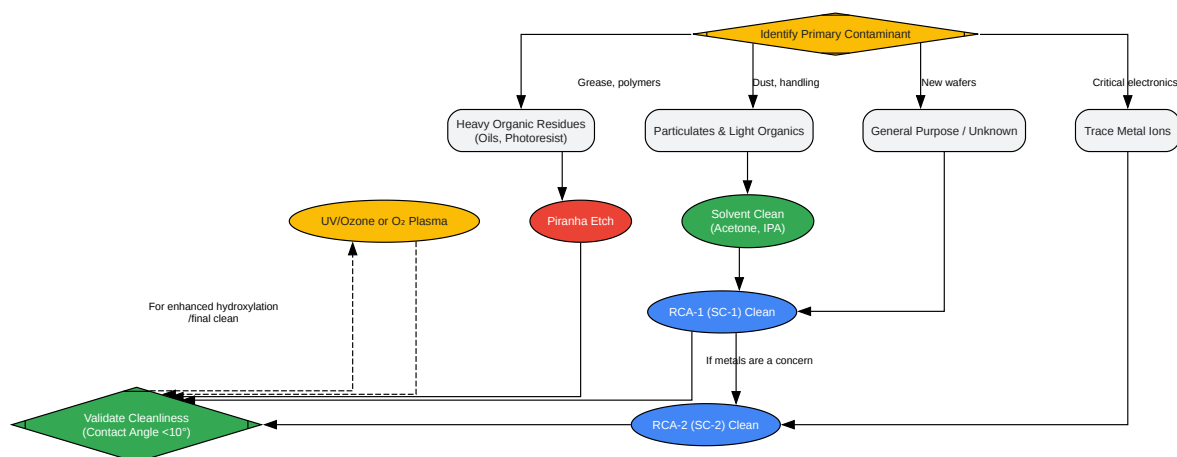 Identify Primary Contaminant
Grease, polymers
Dust, handling
New wafers
Critical electronics
Heavy Organic Residues
(Oils, Photoresist)
Particulates & Light Organics
General Purpose / Unknown
Trace Metal Ions
UV/Ozone or O₂ Plasma
Piranha Etch
Solvent Clean
(Acetone, IPA)
For enhanced hydroxylation
/final clean
RCA-1 (SC-1) Clean
If metals are a concern
Validate Cleanliness
(Contact Angle <10°)
RCA-2 (SC-2) Clean